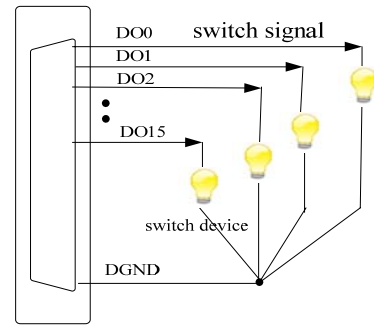 DO0
switch signal
DO1
DO2
DO15
switch device
DGND